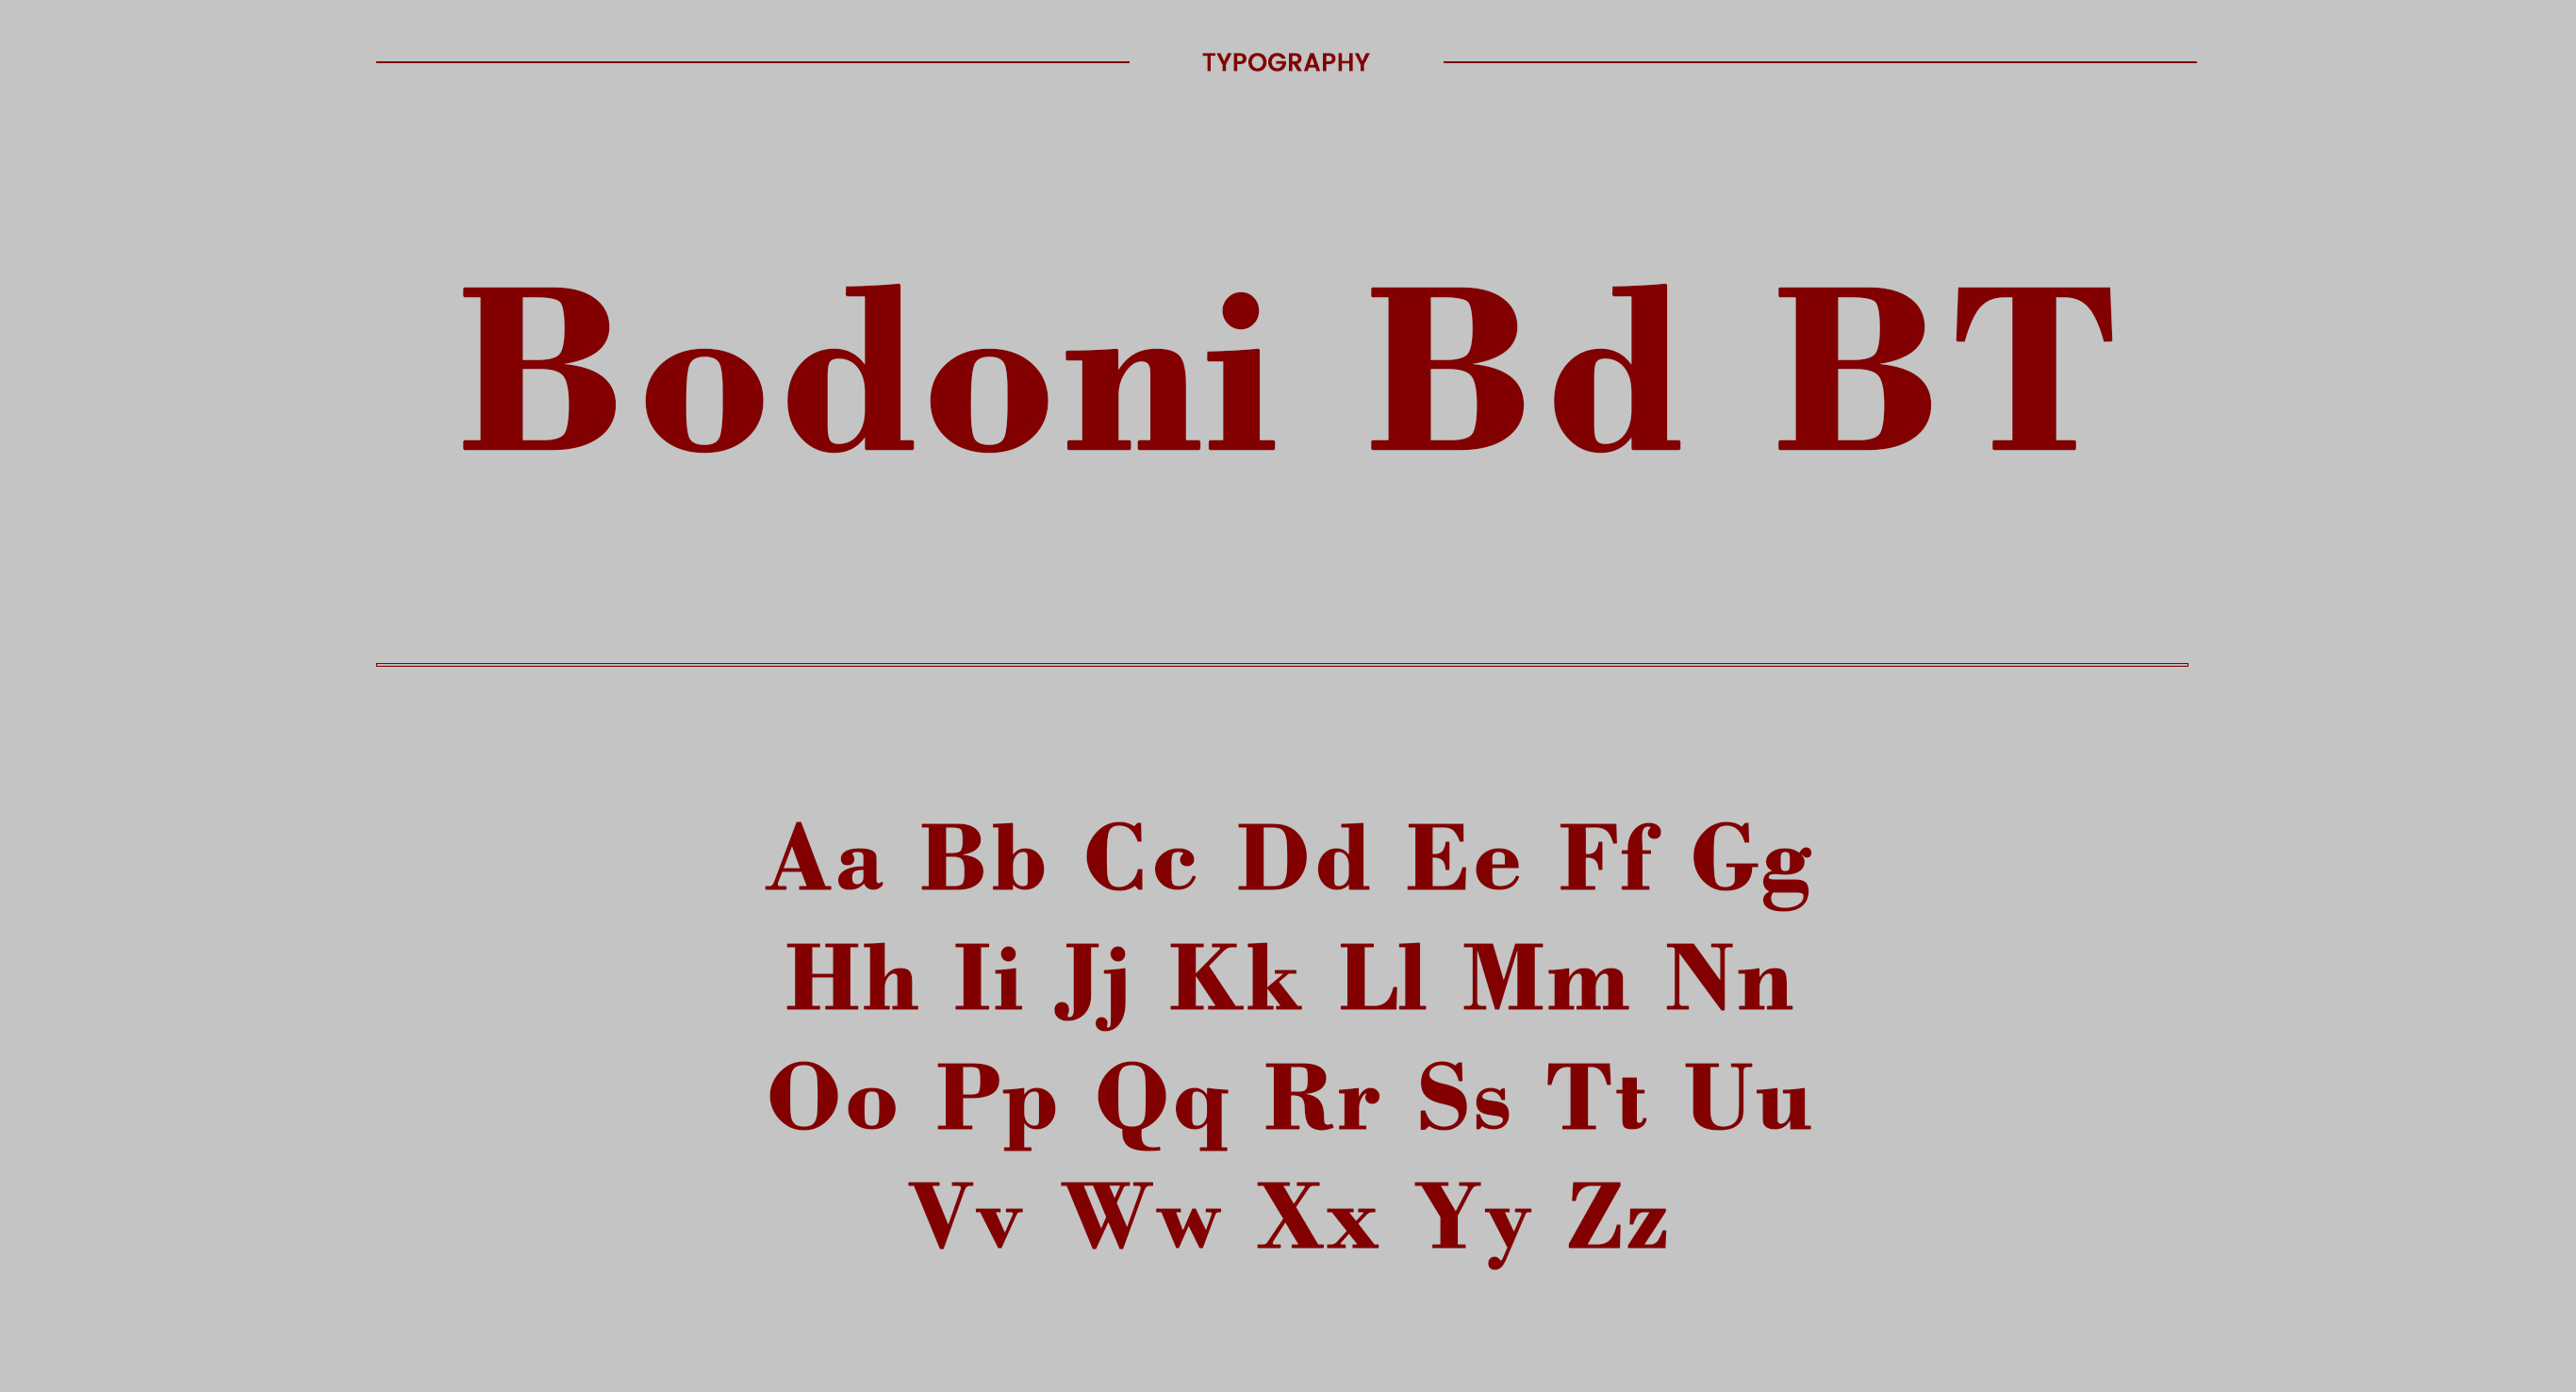 TYPOGRAPHY
Bodoni Bd BT
Aa Bb Cc Dd Ee Ff Gg
Hh Ii Jj Kk Ll Mm Nn
Oo Pp Qq Rr Ss Tt Uu
Vv Ww Xx Yy Zz